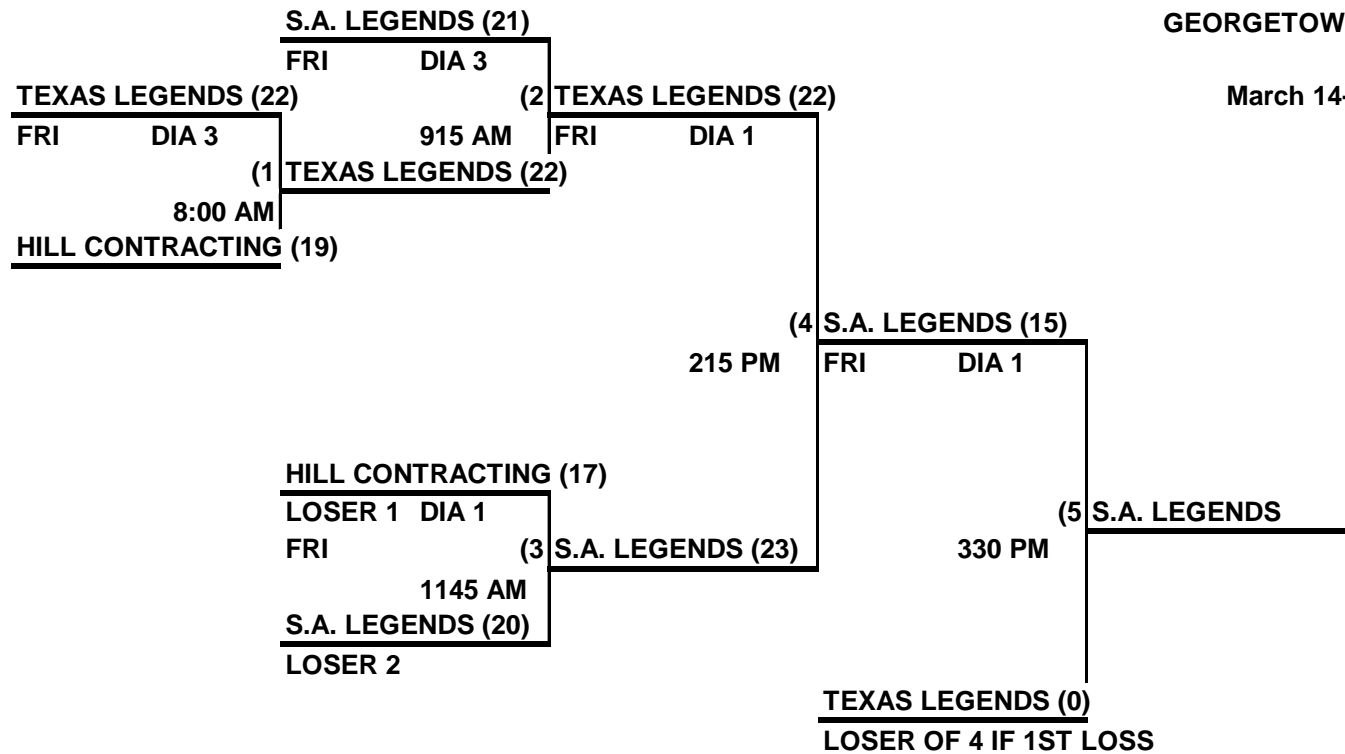 S.A. LEGENDS (21)
GEORGETOW
FRI DIA 3
TEXAS LEGENDS (22)
(2 TEXAS LEGENDS (22)
March 14-
FRI DIA 3
915 AM
FRI DIA 1
(1 TEXAS LEGENDS (22)
8:00 AM
HILL CONTRACTING (19)
(4 S.A. LEGENDS (15)
215 PM
FRI DIA 1
HILL CONTRACTING (17)
LOSER 1 DIA 1
(5 S.A. LEGENDS
FRI
(3 S.A. LEGENDS (23)
330 PM
1145 AM
S.A. LEGENDS (20)
LOSER 2
TEXAS LEGENDS (0)
LOSER OF 4 IF 1ST LOSS